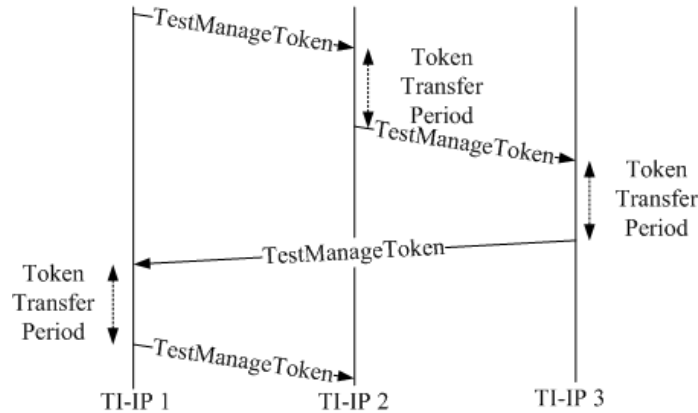 TestManageToken
Token
Transfer
Period
TestManageToken
Token
Transfer
Period
TestManageToken
Token
Transfer
Period
TestManageToken
TI-IP 1
TI-IP 2
TI-IP 3